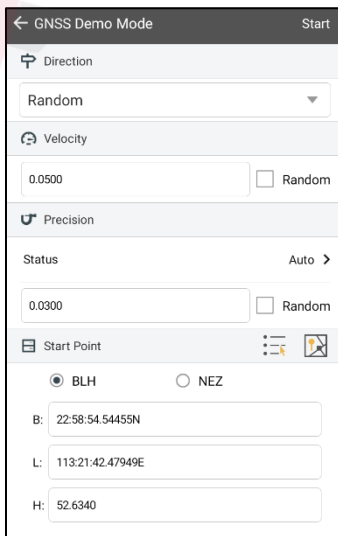 GNSS Demo Mode Start
Direction
Random
Velocity
0.0500 Random
Precision
Status Auto
0.0300 Random
Start Point
BLH NEZ
B: 22:58:54.54455N
L: 113:21:42.47949E
H: 52.6340